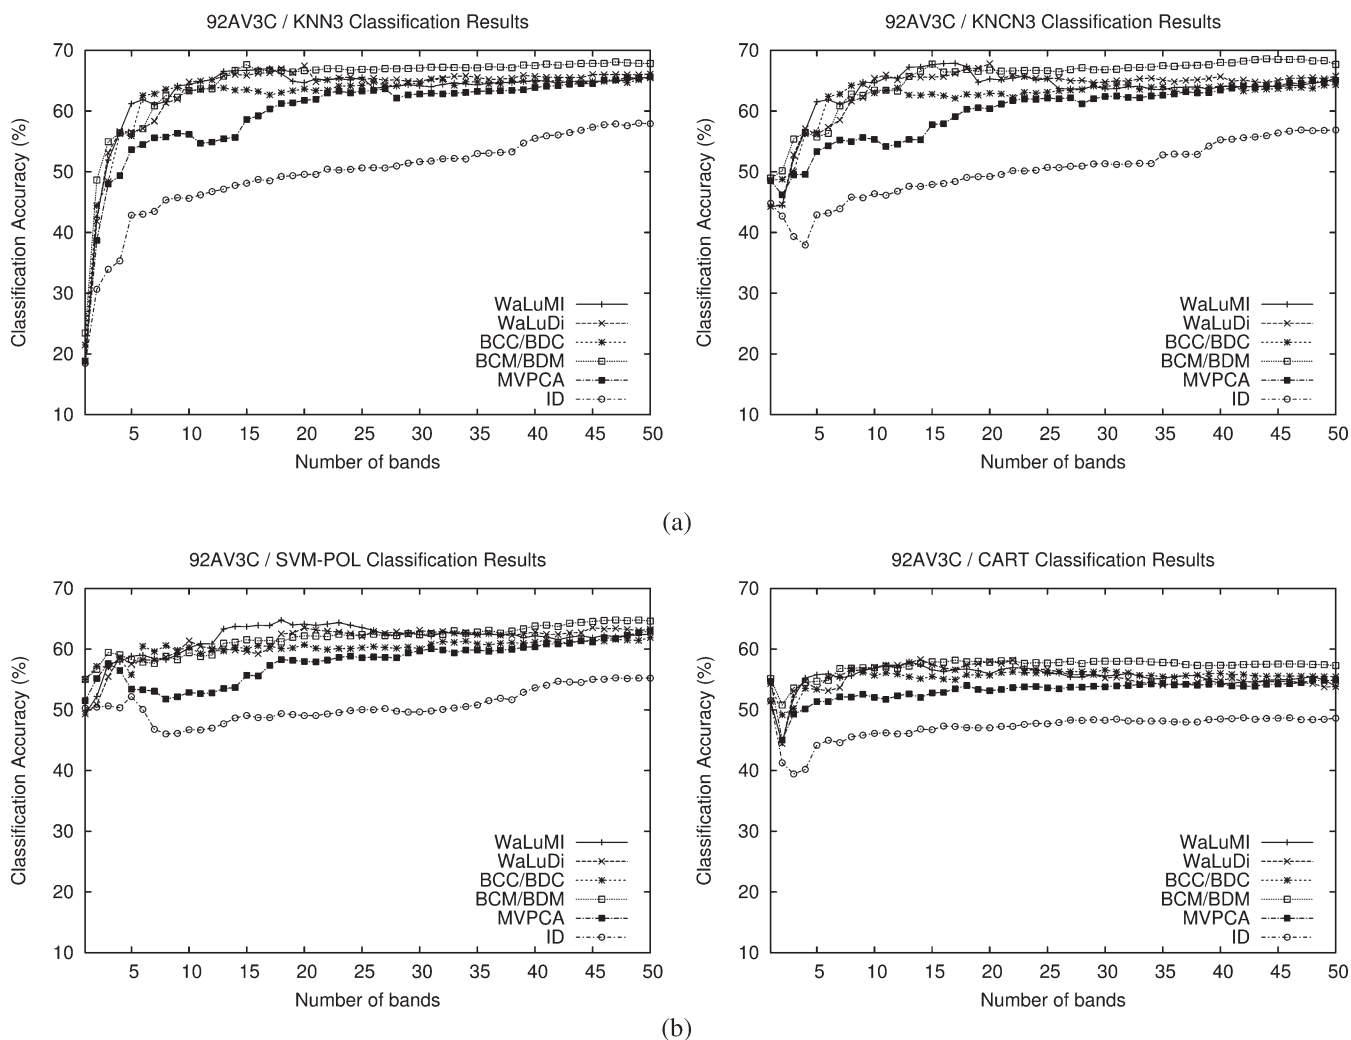 92AV3C / KNN3 Classification Results
Classification Accuracy (%)
70
60
50
40
30
20
10
WaLuMI
WaLuDi
BCC/BDC
BCM/BDM
MVPCA
ID
5 10 15 20 25 30 35 40 45 50
Number of bands
92AV3C / KNCN3 Classification Results
Classification Accuracy (%)
70
60
50
40
30
20
10
WaLuMI
WaLuDi
BCC/BDC
BCM/BDM
MVPCA
ID
5 10 15 20 25 30 35 40 45 50
Number of bands
(a)
92AV3C / SVM-POL Classification Results
Classification Accuracy (%)
70
60
50
40
30
20
10
WaLuMI
WaLuDi
BCC/BDC
BCM/BDM
MVPCA
ID
5 10 15 20 25 30 35 40 45 50
Number of bands
92AV3C / CART Classification Results
Classification Accuracy (%)
70
60
50
40
30
20
10
WaLuMI
WaLuDi
BCC/BDC
BCM/BDM
MVPCA
ID
5 10 15 20 25 30 35 40 45 50
Number of bands
(b)